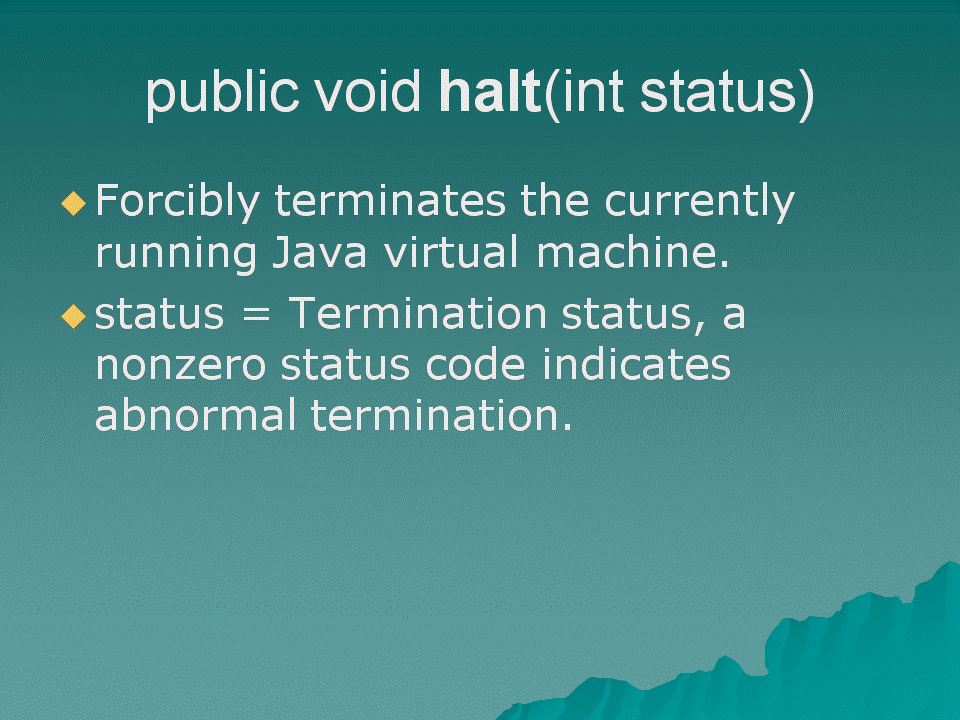 public void halt(int status)
Forcibly terminates the currently
running Java virtual machine.
status = Termination status, a
nonzero status code indicates
abnormal termination.